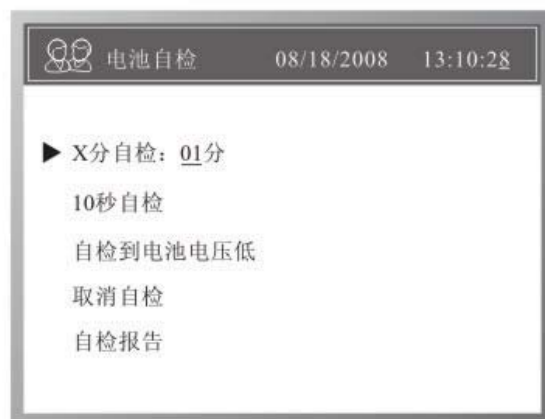 电池自检 08/18/2008 13:10:28
X分自检：01分
10秒自检
自检到电池电压低
取消自检
自检报告